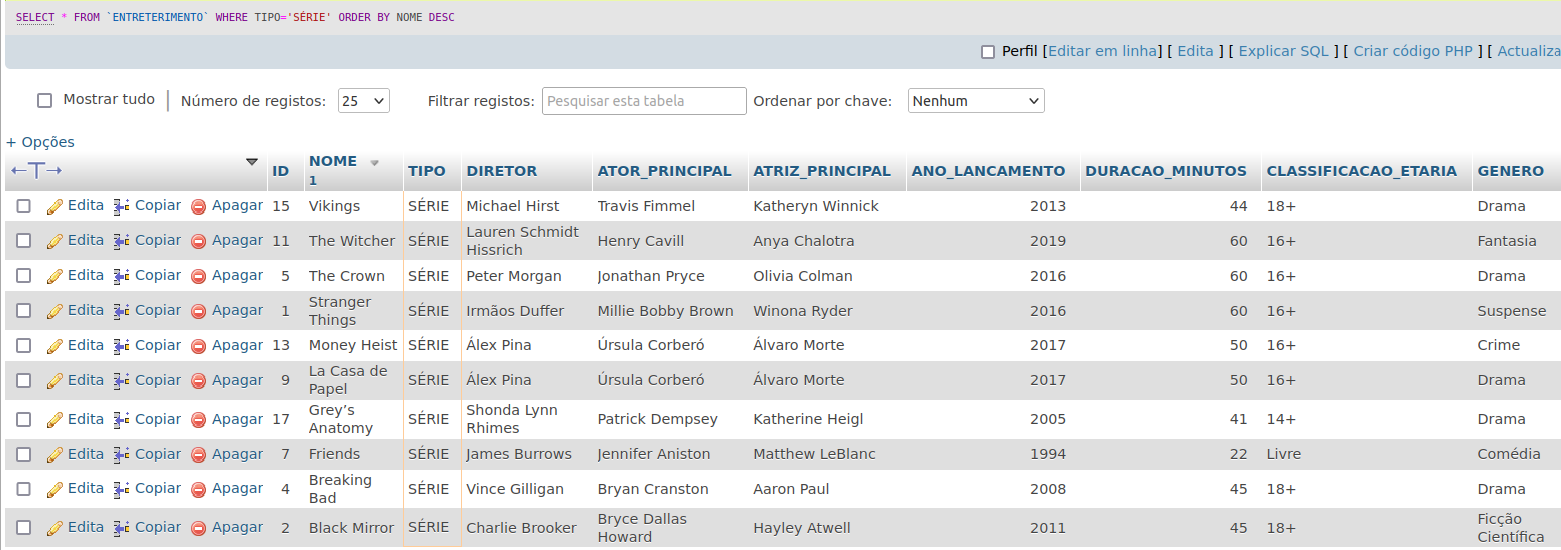 SELECT * FROM `ENTRETERIMENTO` WHERE TIPO='SÉRIE' ORDER BY NOME DESC
Perfil [Editar em linha] [ Edita ] [ Explicar SQL ] [ Criar código PHP ] [ Actualiza
Mostrar tudo Número de registos: 25 Filtrar registos: Pesquisar esta tabela Ordenar por chave: Nenhum
+ Opções
←T→ ID NOME 1 TIPO DIRETOR ATOR_PRINCIPAL ATRIZ_PRINCIPAL ANO_LANCAMENTO DURACAO_MINUTOS CLASSIFICACAO_ETARIA GENERO
Edita Copiar Apagar 15 Vikings SÉRIE Michael Hirst Travis Fimmel Katheryn Winnick 2013 44 18+ Drama
Edita Copiar Apagar 11 The Witcher SÉRIE Lauren Schmidt Hissrich Henry Cavill Anya Chalotra 2019 60 16+ Fantasia
Edita Copiar Apagar 5 The Crown SÉRIE Peter Morgan Jonathan Pryce Olivia Colman 2016 60 16+ Drama
Edita Copiar Apagar 1 Stranger Things SÉRIE Irmãos Duffer Millie Bobby Brown Winona Ryder 2016 60 16+ Suspense
Edita Copiar Apagar 13 Money Heist SÉRIE Álex Pina Úrsula Corberó Álvaro Morte 2017 50 16+ Crime
Edita Copiar Apagar 9 La Casa de Papel SÉRIE Álex Pina Úrsula Corberó Álvaro Morte 2017 50 16+ Drama
Edita Copiar Apagar 17 Grey’s Anatomy SÉRIE Shonda Lynn Rhimes Patrick Dempsey Katherine Heigl 2005 41 14+ Drama
Edita Copiar Apagar 7 Friends SÉRIE James Burrows Jennifer Aniston Matthew LeBlanc 1994 22 Livre Comédia
Edita Copiar Apagar 4 Breaking Bad SÉRIE Vince Gilligan Bryan Cranston Aaron Paul 2008 45 18+ Drama
Edita Copiar Apagar 2 Black Mirror SÉRIE Charlie Brooker Bryce Dallas Howard Hayley Atwell 2011 45 18+ Ficção Científica